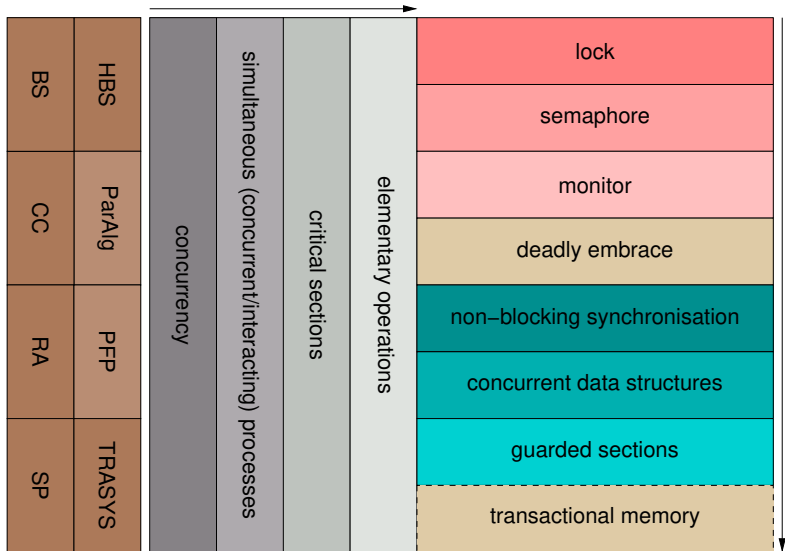 BS
HBS
CC
ParAlg
RA
PFP
SP
TRASYS
concurrency
simultaneous (concurrent/interacting) processes
critical sections
elementary operations
lock
semaphore
monitor
deadly embrace
non−blocking synchronisation
concurrent data structures
guarded sections
transactional memory